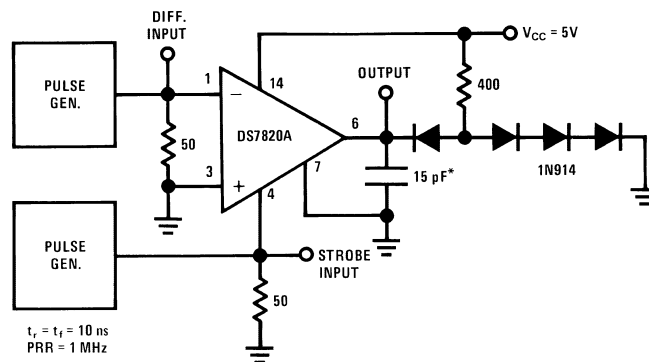 DIFF.
INPUT
V_CC = 5V
PULSE
GEN.
1
14
OUTPUT
400
−
50
DS7820A
6
3
+
7
4
15 pF*
1N914
PULSE
GEN.
STROBE
INPUT
50
t_r = t_f = 10 ns
PRR = 1 MHz